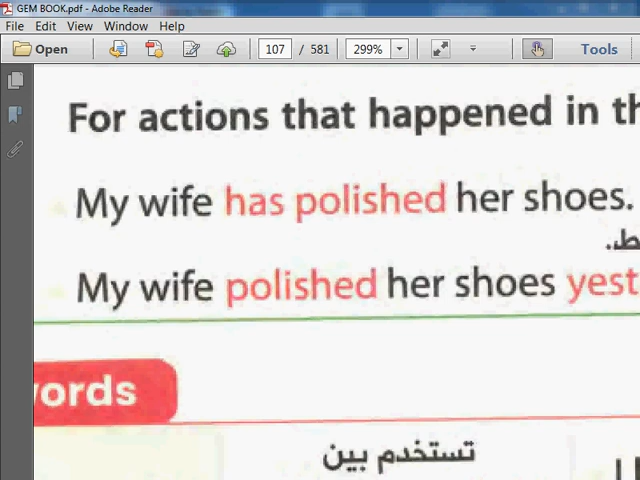 GEM BOOK.pdf - Adobe Reader
File Edit View Window Help
Open 107 / 581 299% Tools
For actions that happened in th
My wife has polished her shoes.
ط.
My wife polished her shoes yest
words
تستخدم بين